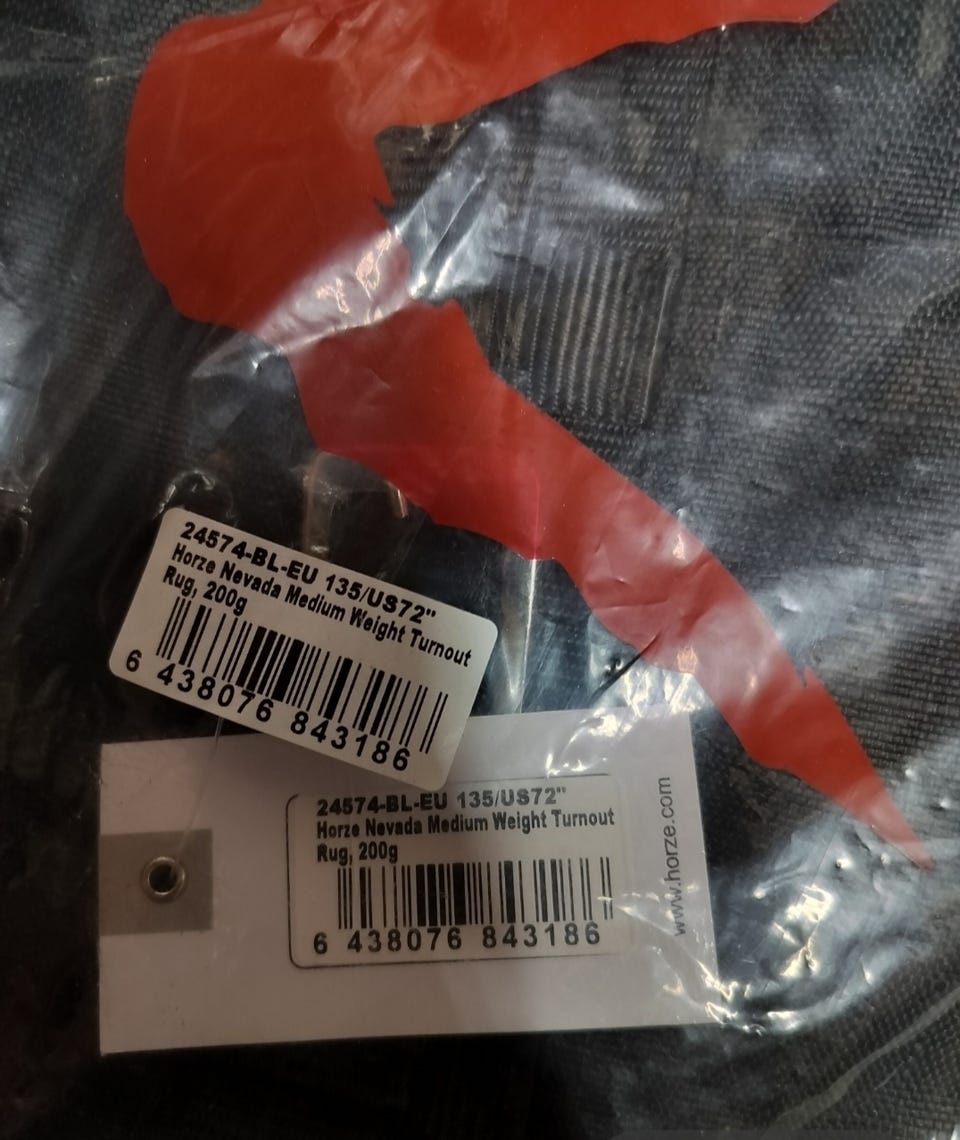 24574-BL-EU 135/US72"
Horze Nevada Medium Weight Turnout
Rug, 200g
6 438076 843186
24574-BL-EU 135/US72"
Horze Nevada Medium Weight Turnout
Rug, 200g
6 438076 843186
www.horze.com